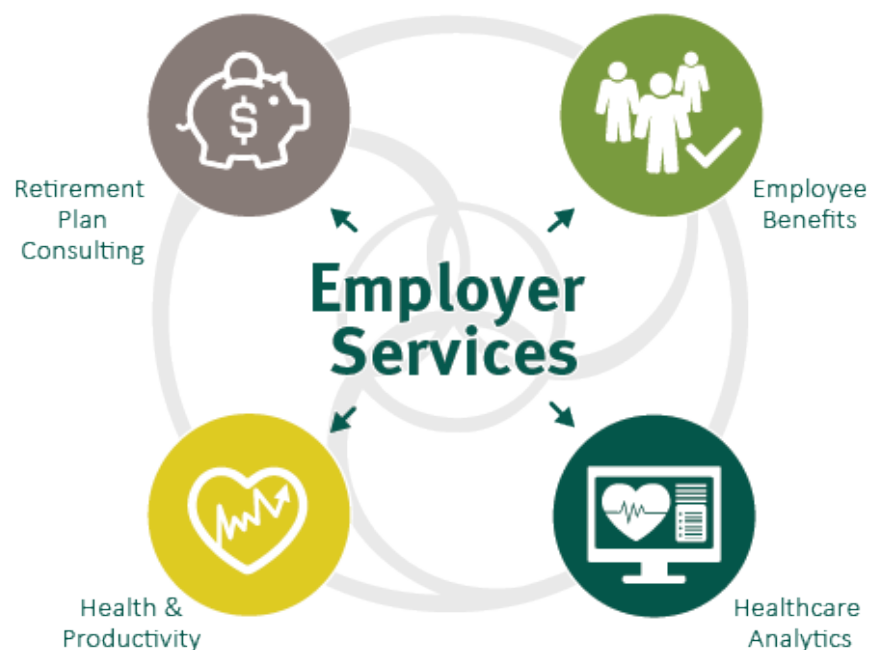 $
Retirement
Plan
Consulting
Employee
Benefits
Employer
Services
Health &
Productivity
Healthcare
Analytics